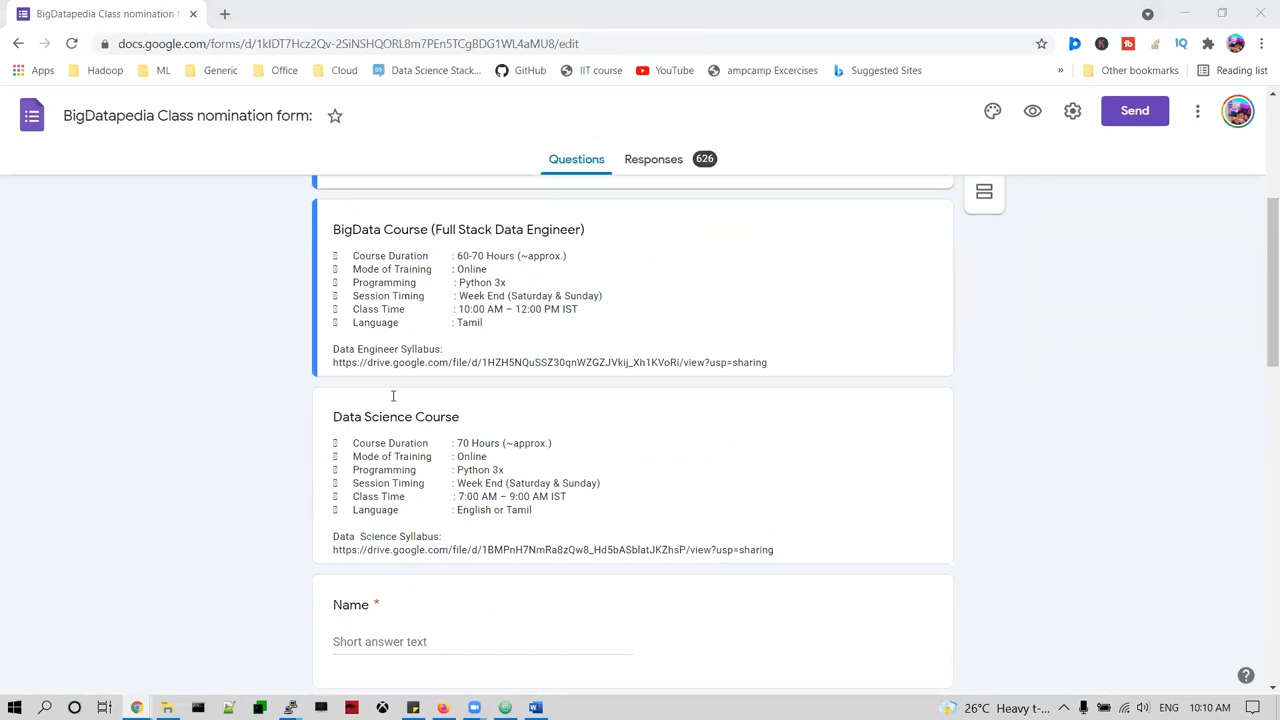 BigDatapedia Class nomination f
docs.google.com/forms/d/1kIDT7Hcz2Qv-2SiNSHQORL8m7PEn5TCgBDG1WL4aMU8/edit
Apps Hadoop ML Generic Office Cloud Data Science Stack... GitHub IIT course YouTube ampcamp Excercises Suggested Sites » Other bookmarks Reading list
BigDatapedia Class nomination form:
Send
Questions Responses 626
BigData Course (Full Stack Data Engineer)
Course Duration : 60-70 Hours (~approx.)
Mode of Training : Online
Programming : Python 3x
Session Timing : Week End (Saturday & Sunday)
Class Time : 10:00 AM – 12:00 PM IST
Language : Tamil
Data Engineer Syllabus:
https://drive.google.com/file/d/1HZH5NQuSSZ30qnWZGZJVkij_Xh1KVoRi/view?usp=sharing
Data Science Course
Course Duration : 70 Hours (~approx.)
Mode of Training : Online
Programming : Python 3x
Session Timing : Week End (Saturday & Sunday)
Class Time : 7:00 AM – 9:00 AM IST
Language : English or Tamil
Data Science Syllabus:
https://drive.google.com/file/d/1BMPnH7NmRa8zQw8_Hd5bASblatJKZhsP/view?usp=sharing
Name *
Short answer text
26°C Heavy t... ENG 10:10 AM